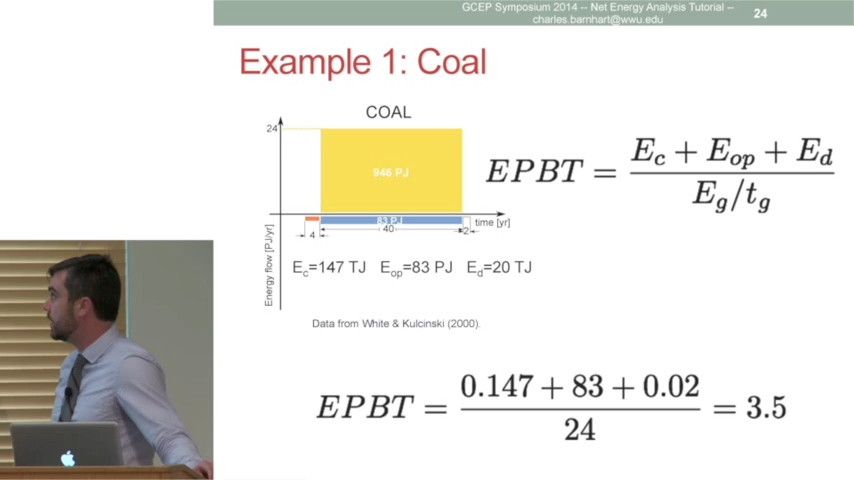 GCEP Symposium 2014 -- Net Energy Analysis Tutorial --
charles.barnhart@wwu.edu
24
Example 1: Coal
COAL
24
946 PJ
83 PJ
time [yr]
4
40
2
Energy flow [PJ/yr]
EPBT = (E_c + E_op + E_d) / (E_g/t_g)
E_c=147 TJ E_op=83 PJ E_d=20 TJ
Data from White & Kulcinski (2000).
EPBT = (0.147 + 83 + 0.02) / 24 = 3.5